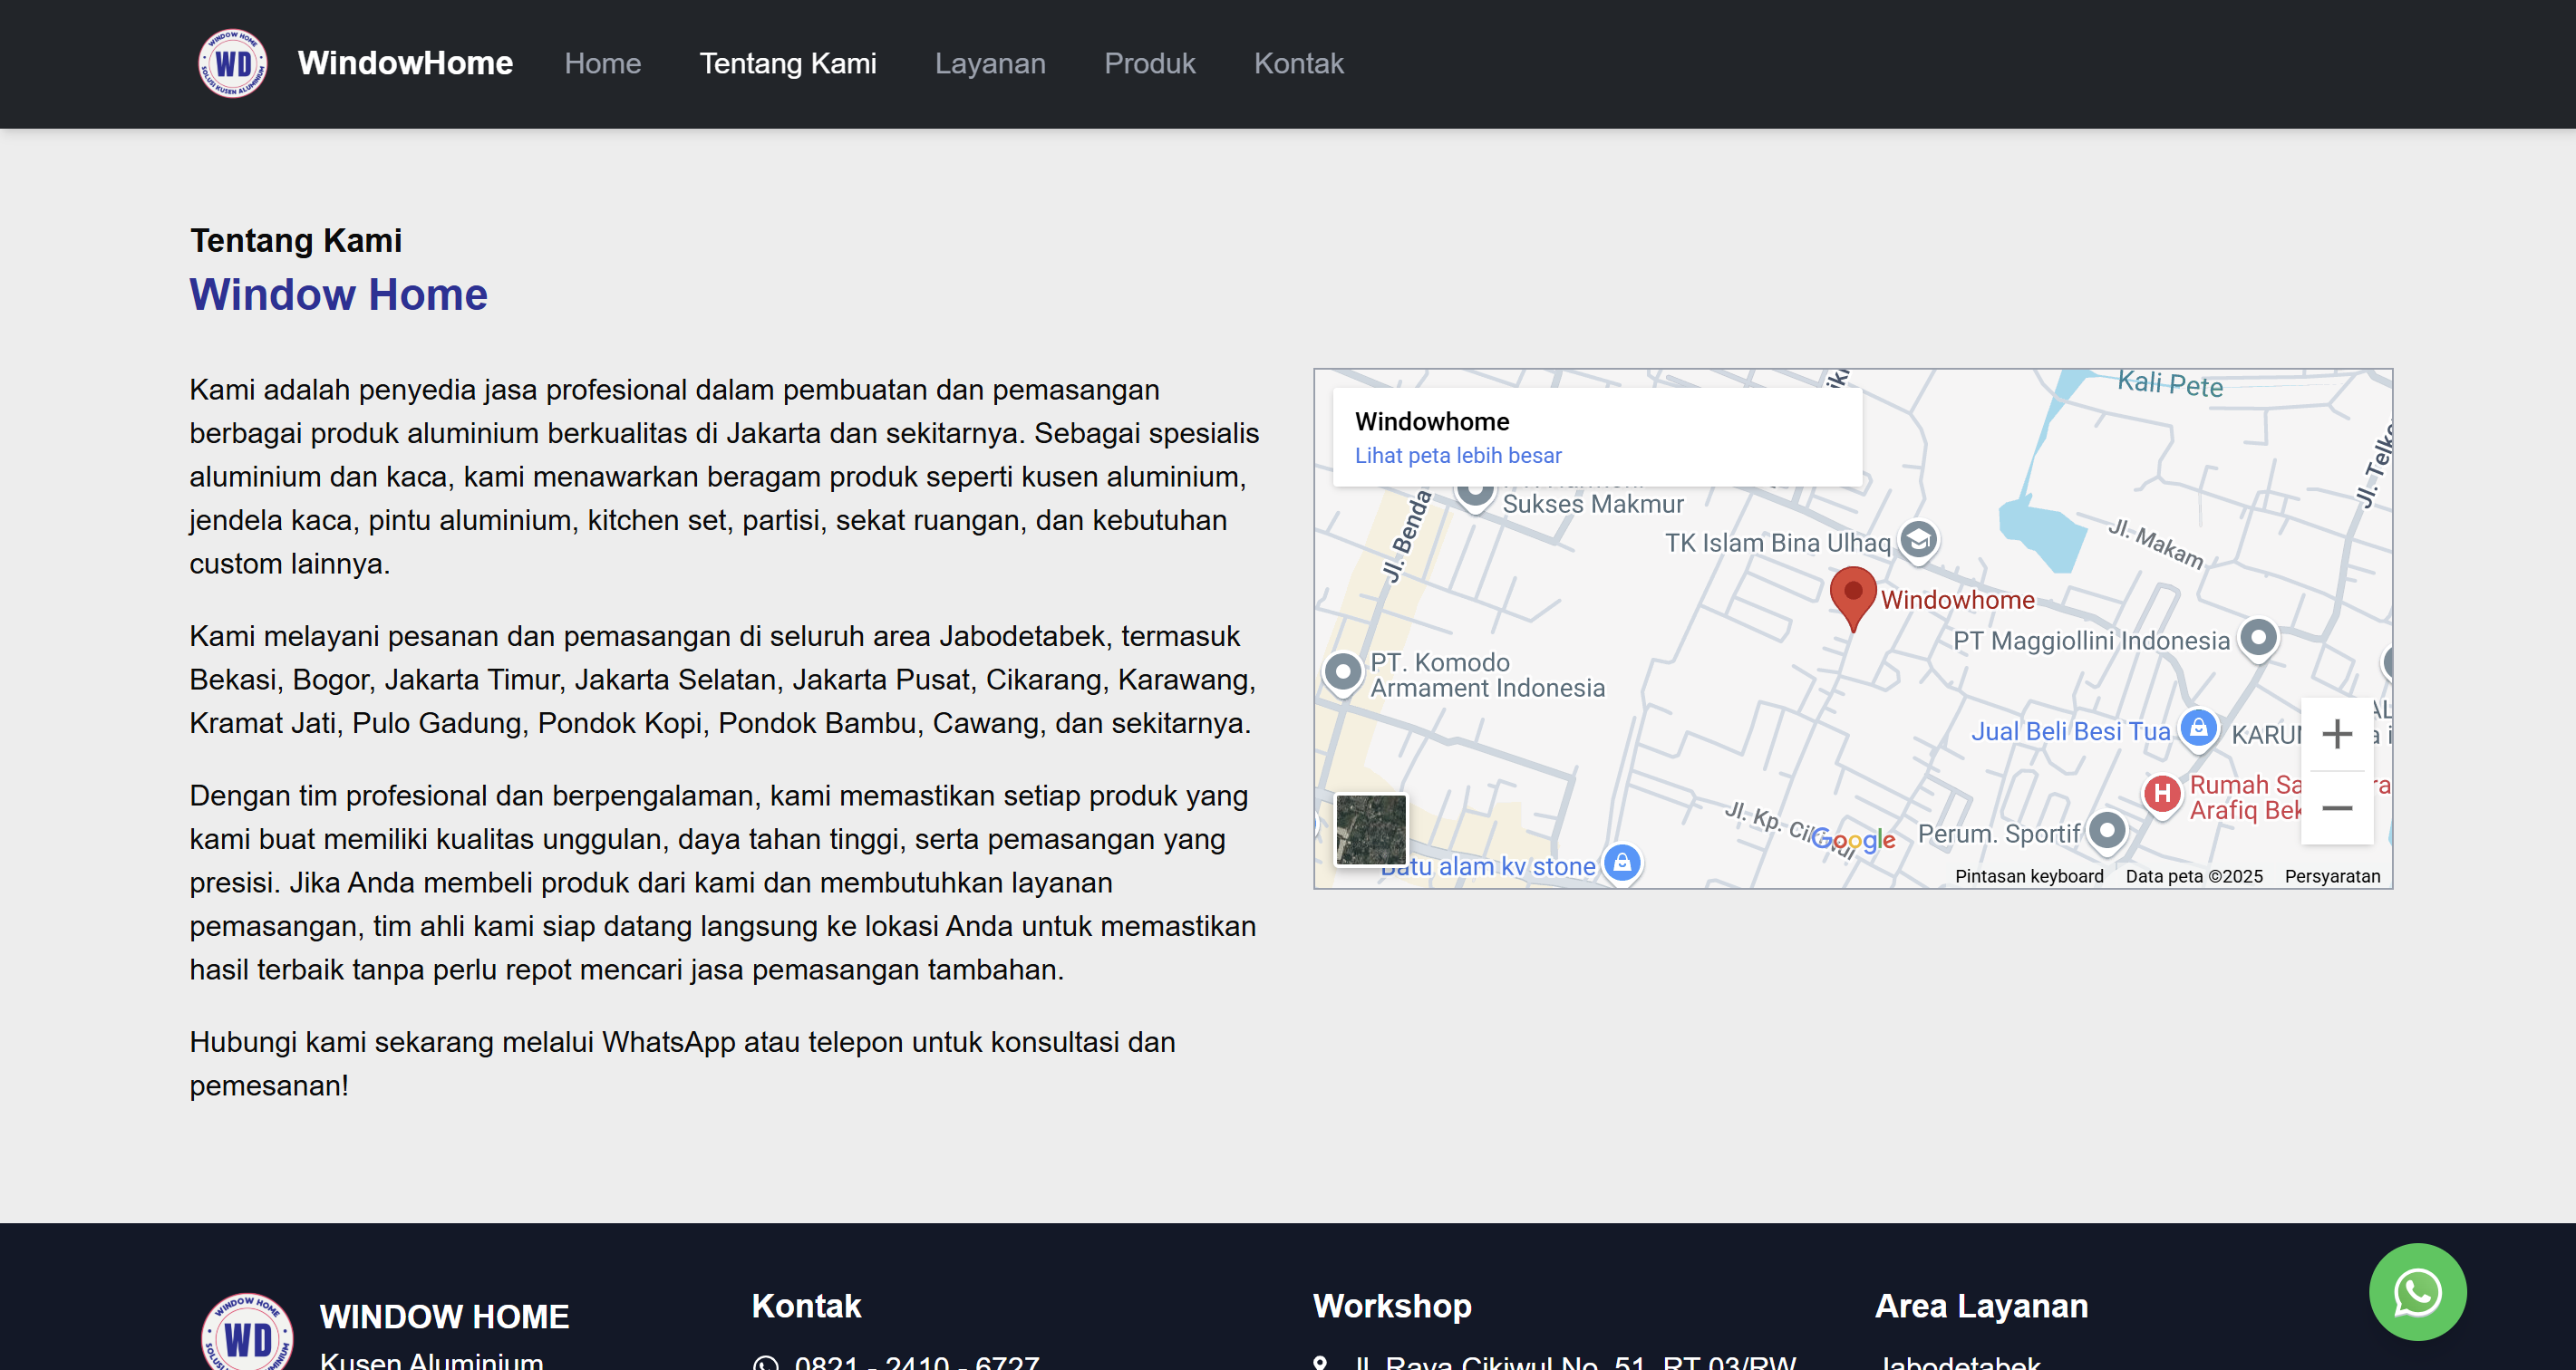 WINDOW HOME
WD
SOLUSI KUSEN ALUMINIUM
WindowHome
Home
Tentang Kami
Layanan
Produk
Kontak
Tentang Kami
Window Home
Kami adalah penyedia jasa profesional dalam pembuatan dan pemasangan
berbagai produk aluminium berkualitas di Jakarta dan sekitarnya. Sebagai spesialis
aluminium dan kaca, kami menawarkan beragam produk seperti kusen aluminium,
jendela kaca, pintu aluminium, kitchen set, partisi, sekat ruangan, dan kebutuhan
custom lainnya.
Kami melayani pesanan dan pemasangan di seluruh area Jabodetabek, termasuk
Bekasi, Bogor, Jakarta Timur, Jakarta Selatan, Jakarta Pusat, Cikarang, Karawang,
Kramat Jati, Pulo Gadung, Pondok Kopi, Pondok Bambu, Cawang, dan sekitarnya.
Dengan tim profesional dan berpengalaman, kami memastikan setiap produk yang
kami buat memiliki kualitas unggulan, daya tahan tinggi, serta pemasangan yang
presisi. Jika Anda membeli produk dari kami dan membutuhkan layanan
pemasangan, tim ahli kami siap datang langsung ke lokasi Anda untuk memastikan
hasil terbaik tanpa perlu repot mencari jasa pemasangan tambahan.
Hubungi kami sekarang melalui WhatsApp atau telepon untuk konsultasi dan
pemesanan!
Windowhome
Lihat peta lebih besar
Kali Pete
Sukses Makmur
Jl. Benda
TK Islam Bina Ulhaq
Jl. Makam
Windowhome
PT Maggiollini Indonesia
PT. Komodo
Armament Indonesia
Jual Beli Besi Tua
Rumah
Arafiq
H
Jl. Kp.
Google
Perum. Sportif
Batu alam kv stone
Pintasan keyboard
Data peta ©2025
Persyaratan
WINDOW HOME
WD
WINDOW HOME
Kusen Aluminium
Kontak
0821 - 2410 - 6727
Workshop
Jl. Raya Cikiwul No. 51, RT 03/RW
Area Layanan
Jabodetabek